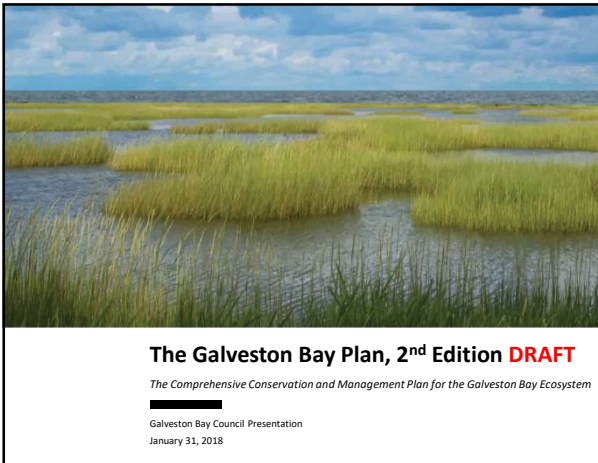 The Galveston Bay Plan, 2nd Edition DRAFT
The Comprehensive Conservation and Management Plan for the Galveston Bay Ecosystem
Galveston Bay Council Presentation
January 31, 2018